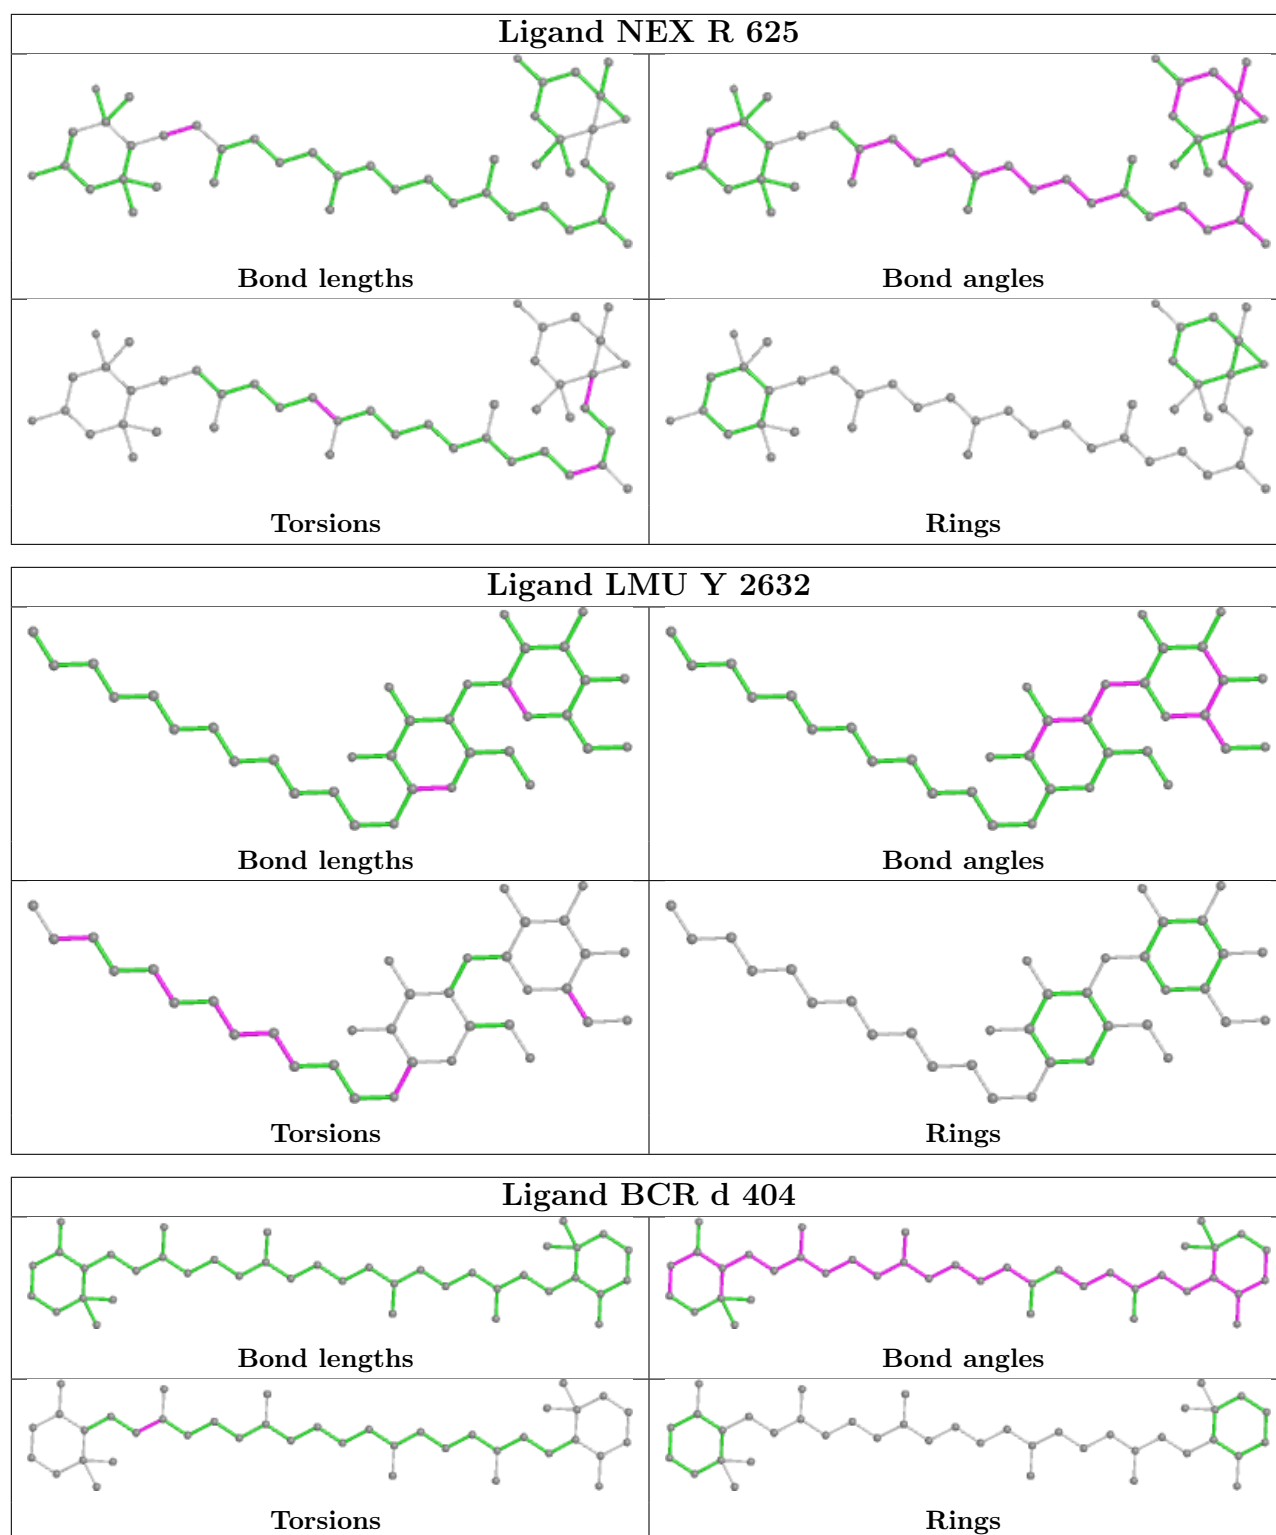 Ligand NEX R 625
Bond lengths
Bond angles
Torsions
Rings
Ligand LMU Y 2632
Bond lengths
Bond angles
Torsions
Rings
Ligand BCR d 404
Bond lengths
Bond angles
Torsions
Rings